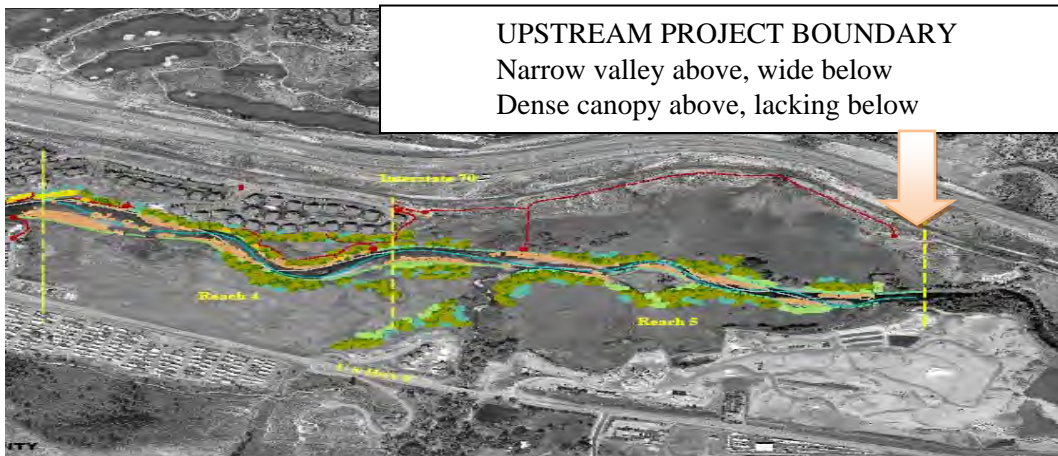 UPSTREAM PROJECT BOUNDARY
Narrow valley above, wide below
Dense canopy above, lacking below
Interstate 70
Reach 4
Reach 5
ITY